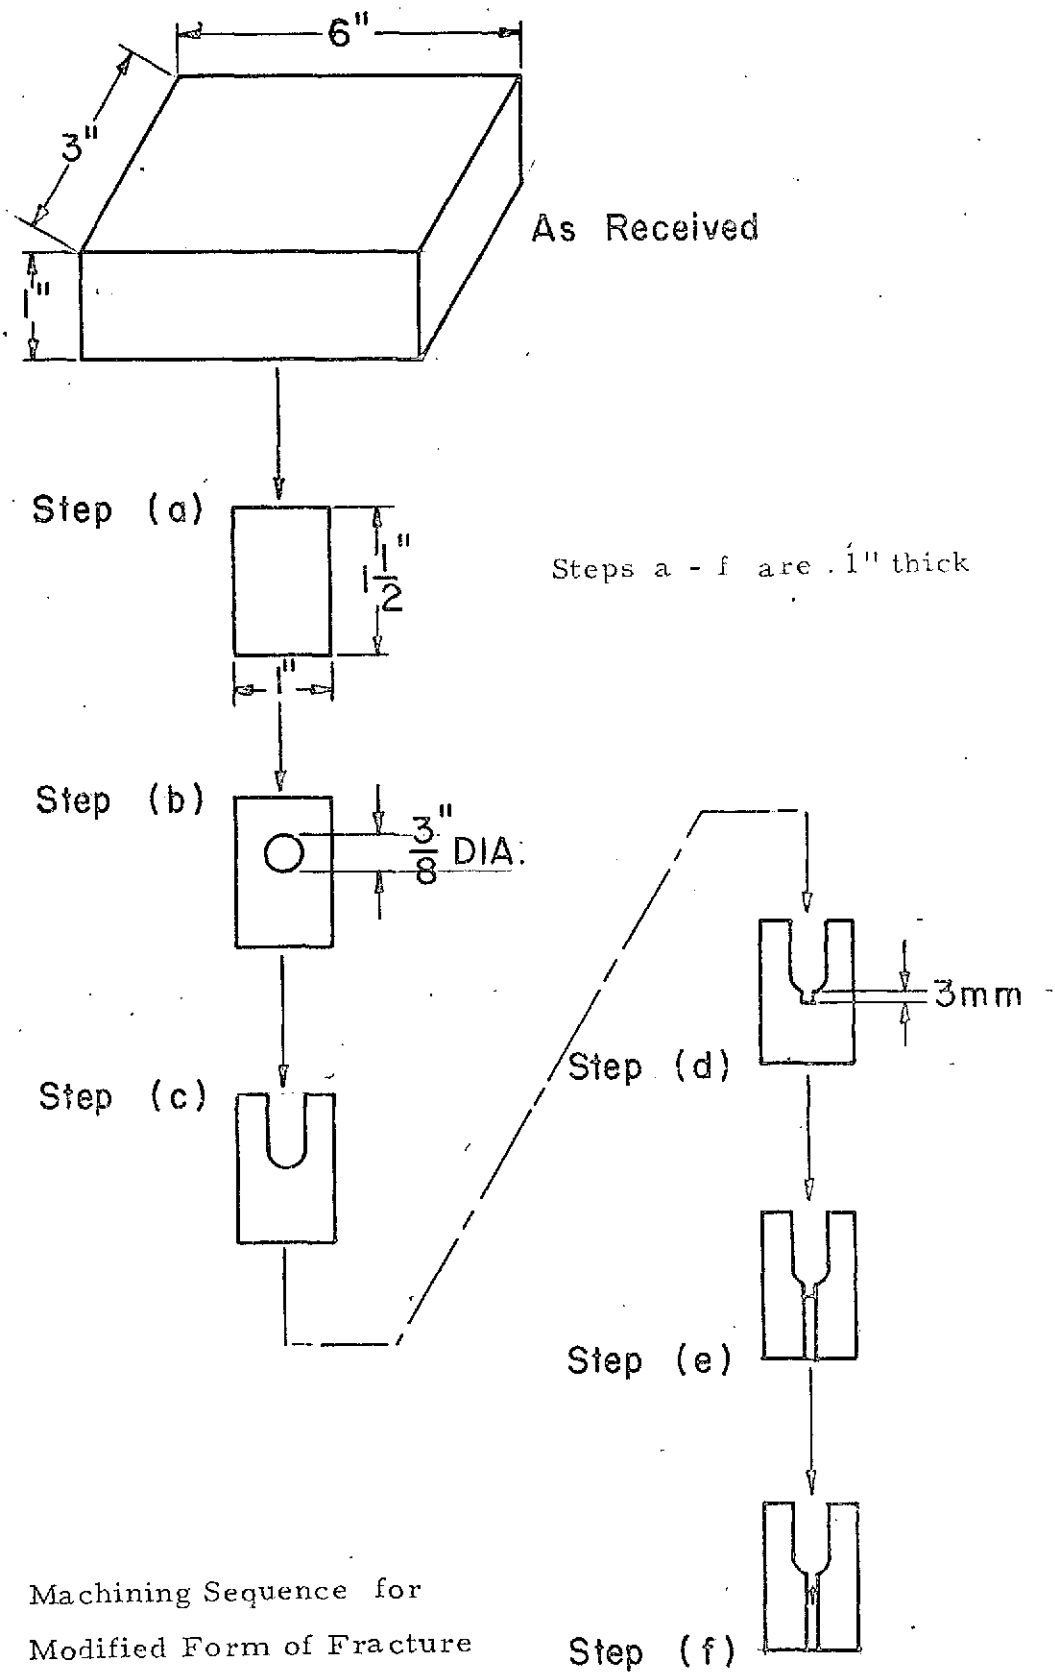 6"
3"
As Received
1"
Step (a)
1 1/2"
Steps a - f are .1" thick
1"
Step (b)
3/8" DIA.
3mm
Step (d)
Step (c)
Step (e)
Machining Sequence for
Modified Form of Fracture
Step (f)